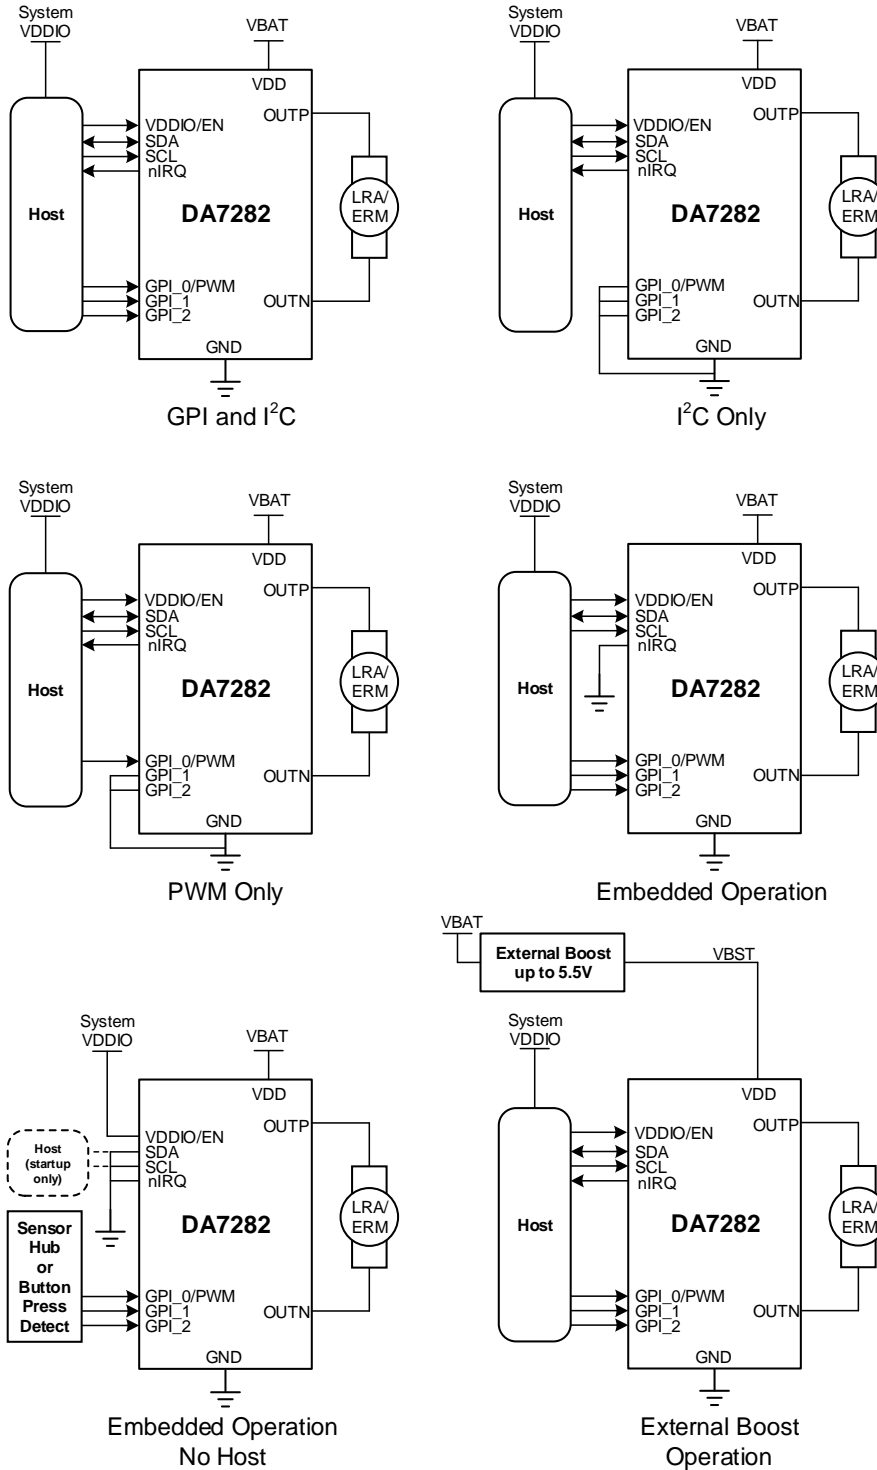 System
VDDIO
VBAT
VDD
OUTP
VDDIO/EN
SDA
SCL
nIRQ
LRA/
ERM
Host
DA7282
GPI_0/PWM
GPI_1
GPI_2
OUTN
GND
GPI and I²C
System
VDDIO
VBAT
VDD
OUTP
VDDIO/EN
SDA
SCL
nIRQ
LRA/
ERM
Host
DA7282
GPI_0/PWM
GPI_1
GPI_2
OUTN
GND
I²C Only
System
VDDIO
VBAT
VDD
OUTP
VDDIO/EN
SDA
SCL
nIRQ
LRA/
ERM
Host
DA7282
GPI_0/PWM
GPI_1
GPI_2
OUTN
GND
PWM Only
System
VDDIO
VBAT
VDD
OUTP
VDDIO/EN
SDA
SCL
nIRQ
LRA/
ERM
Host
DA7282
GPI_0/PWM
GPI_1
GPI_2
OUTN
GND
Embedded Operation
System
VDDIO
VBAT
VDD
OUTP
VDDIO/EN
SDA
SCL
nIRQ
Host
(startup
only)
LRA/
ERM
DA7282
Sensor
Hub
or
Button
Press
Detect
GPI_0/PWM
GPI_1
GPI_2
OUTN
GND
Embedded Operation
No Host
VBAT
External Boost
up to 5.5V
VBST
System
VDDIO
VDD
OUTP
VDDIO/EN
SDA
SCL
nIRQ
LRA/
ERM
Host
DA7282
GPI_0/PWM
GPI_1
GPI_2
OUTN
GND
External Boost
Operation